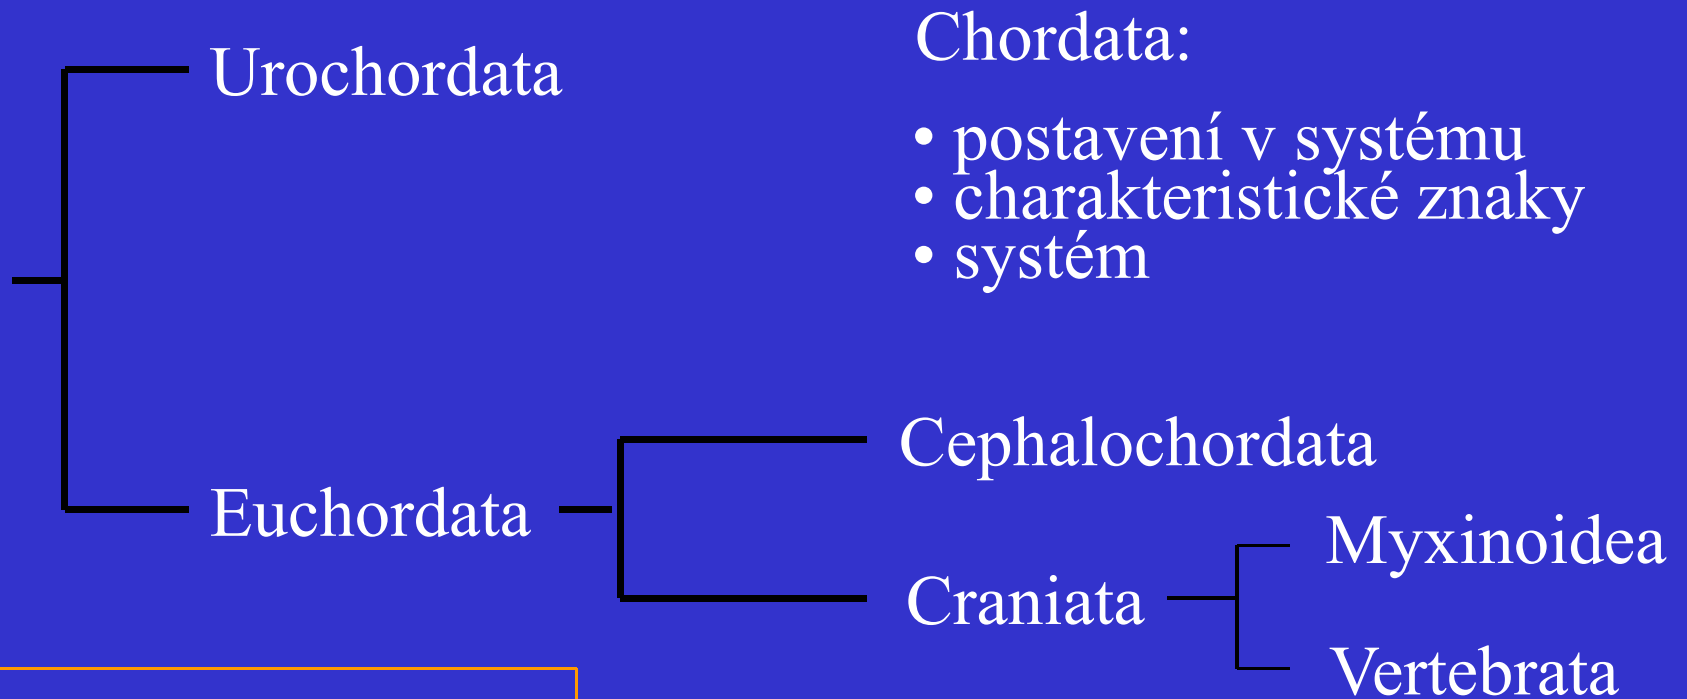 Chordata:
• postavení v systému
• charakteristické znaky
• systém
Urochordata
Euchordata
Cephalochordata
Craniata
Myxinoidea
Vertebrata